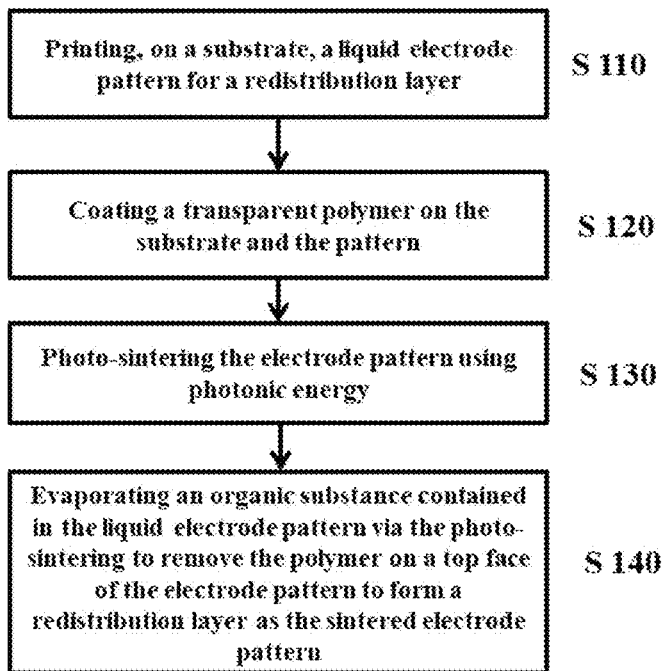 Printing, on a substrate, a liquid electrode
pattern for a redistribution layer
S 110
Coating a transparent polymer on the
substrate and the pattern
S 120
Photo-sintering the electrode pattern using
photonic energy
S 130
Evaporating an organic substance contained
in the liquid electrode pattern via the photo-
sintering to remove the polymer on a top face
of the electrode pattern to form a
redistribution layer as the sintered electrode
pattern
S 140